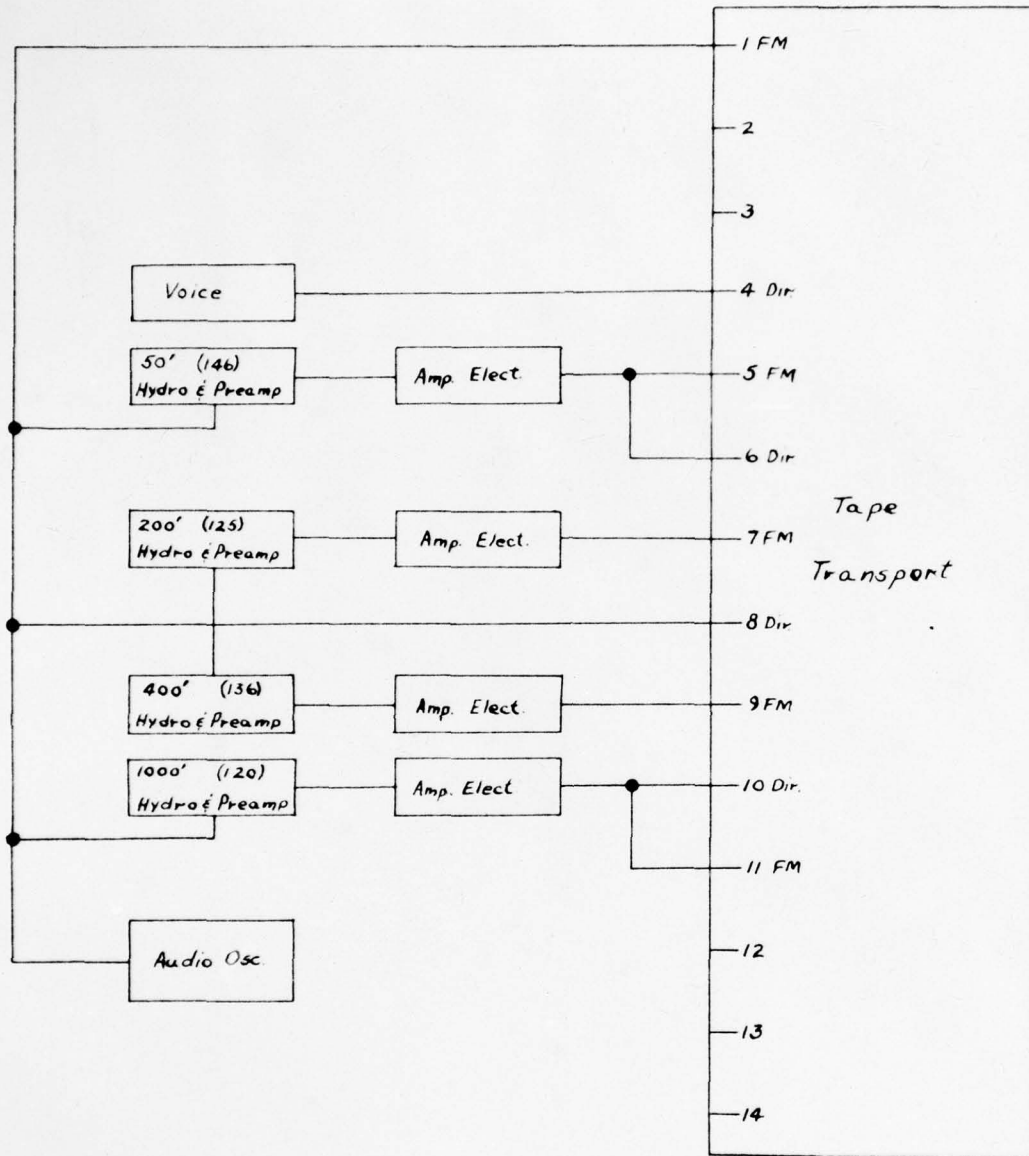 1 FM
2
3
Voice
4 Dir.
50' (146)
Hydro & Preamp
Amp. Elect.
5 FM
6 Dir
200' (125)
Hydro & Preamp
Amp. Elect.
7 FM
Tape
Transport
8 Dir.
400' (136)
Hydro & Preamp
Amp. Elect.
9 FM
1000' (120)
Hydro & Preamp
Amp. Elect
10 Dir.
11 FM
Audio Osc.
12
13
14